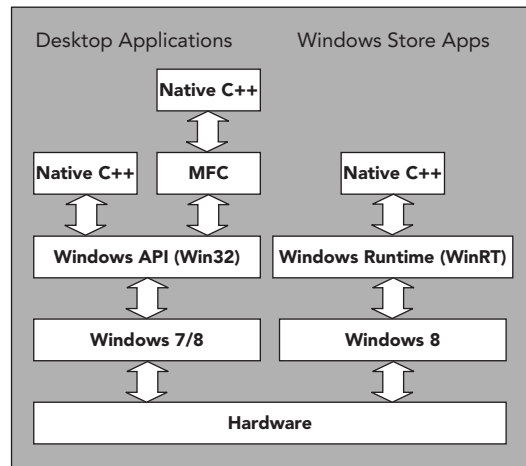 Desktop Applications
Windows Store Apps
Native C++
Native C++
MFC
Native C++
Windows API (Win32)
Windows Runtime (WinRT)
Windows 7/8
Windows 8
Hardware